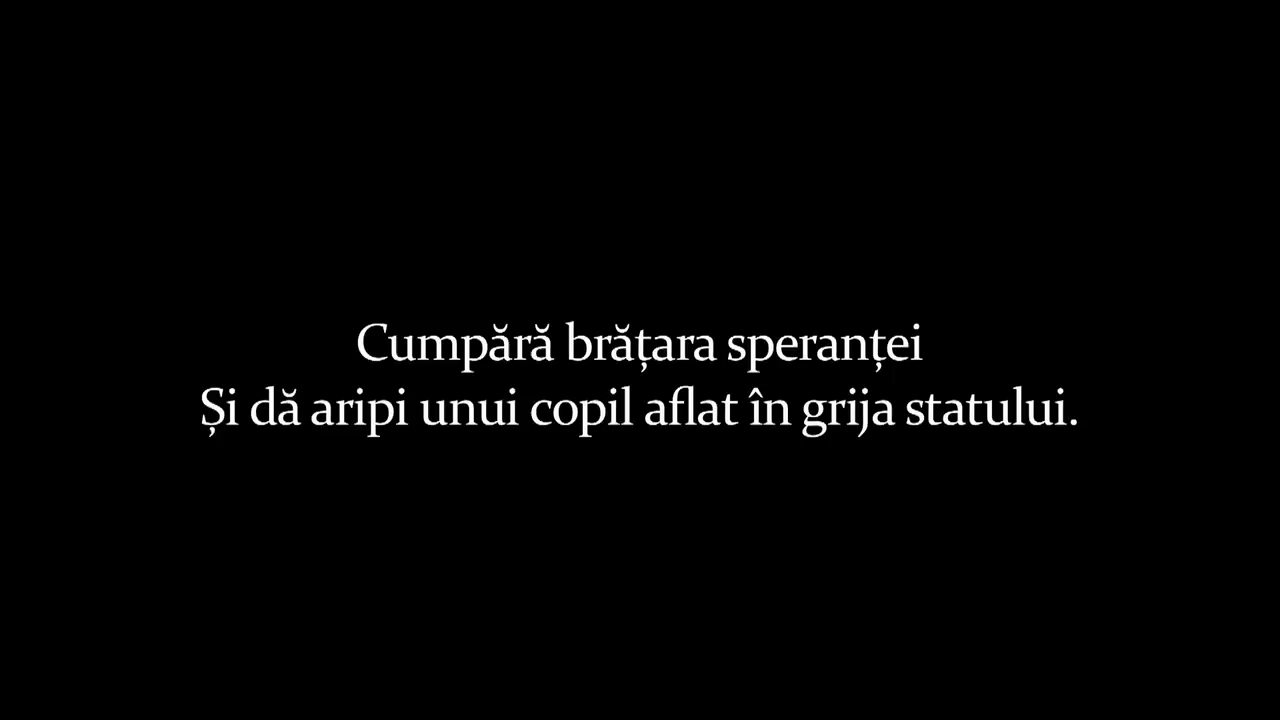 Cumpără brățara speranței
Și dă aripi unui copil aflat în grija statului.